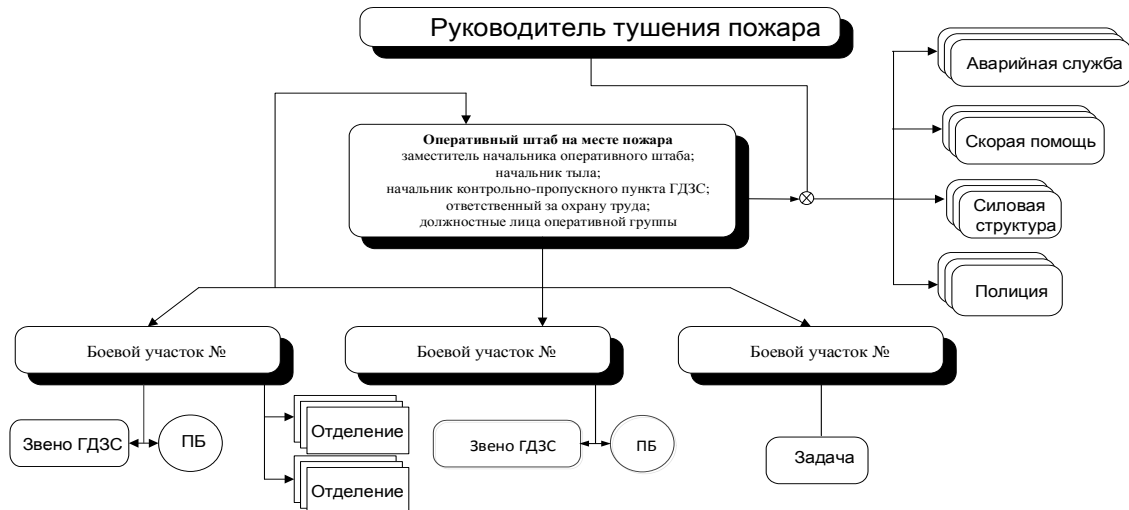 Руководитель тушения пожара
Аварийная служба
Оперативный штаб на месте пожара
заместитель начальника оперативного штаба;
начальник тыла;
начальник контрольно-пропускного пункта ГДЗС;
ответственный за охрану труда;
должностные лица оперативной группы
Скорая помощь
Силовая
структура
Полиция
Боевой участок №
Боевой участок №
Боевой участок №
Звено ГДЗС
ПБ
Отделение
Отделение
Звено ГДЗС
ПБ
Задача